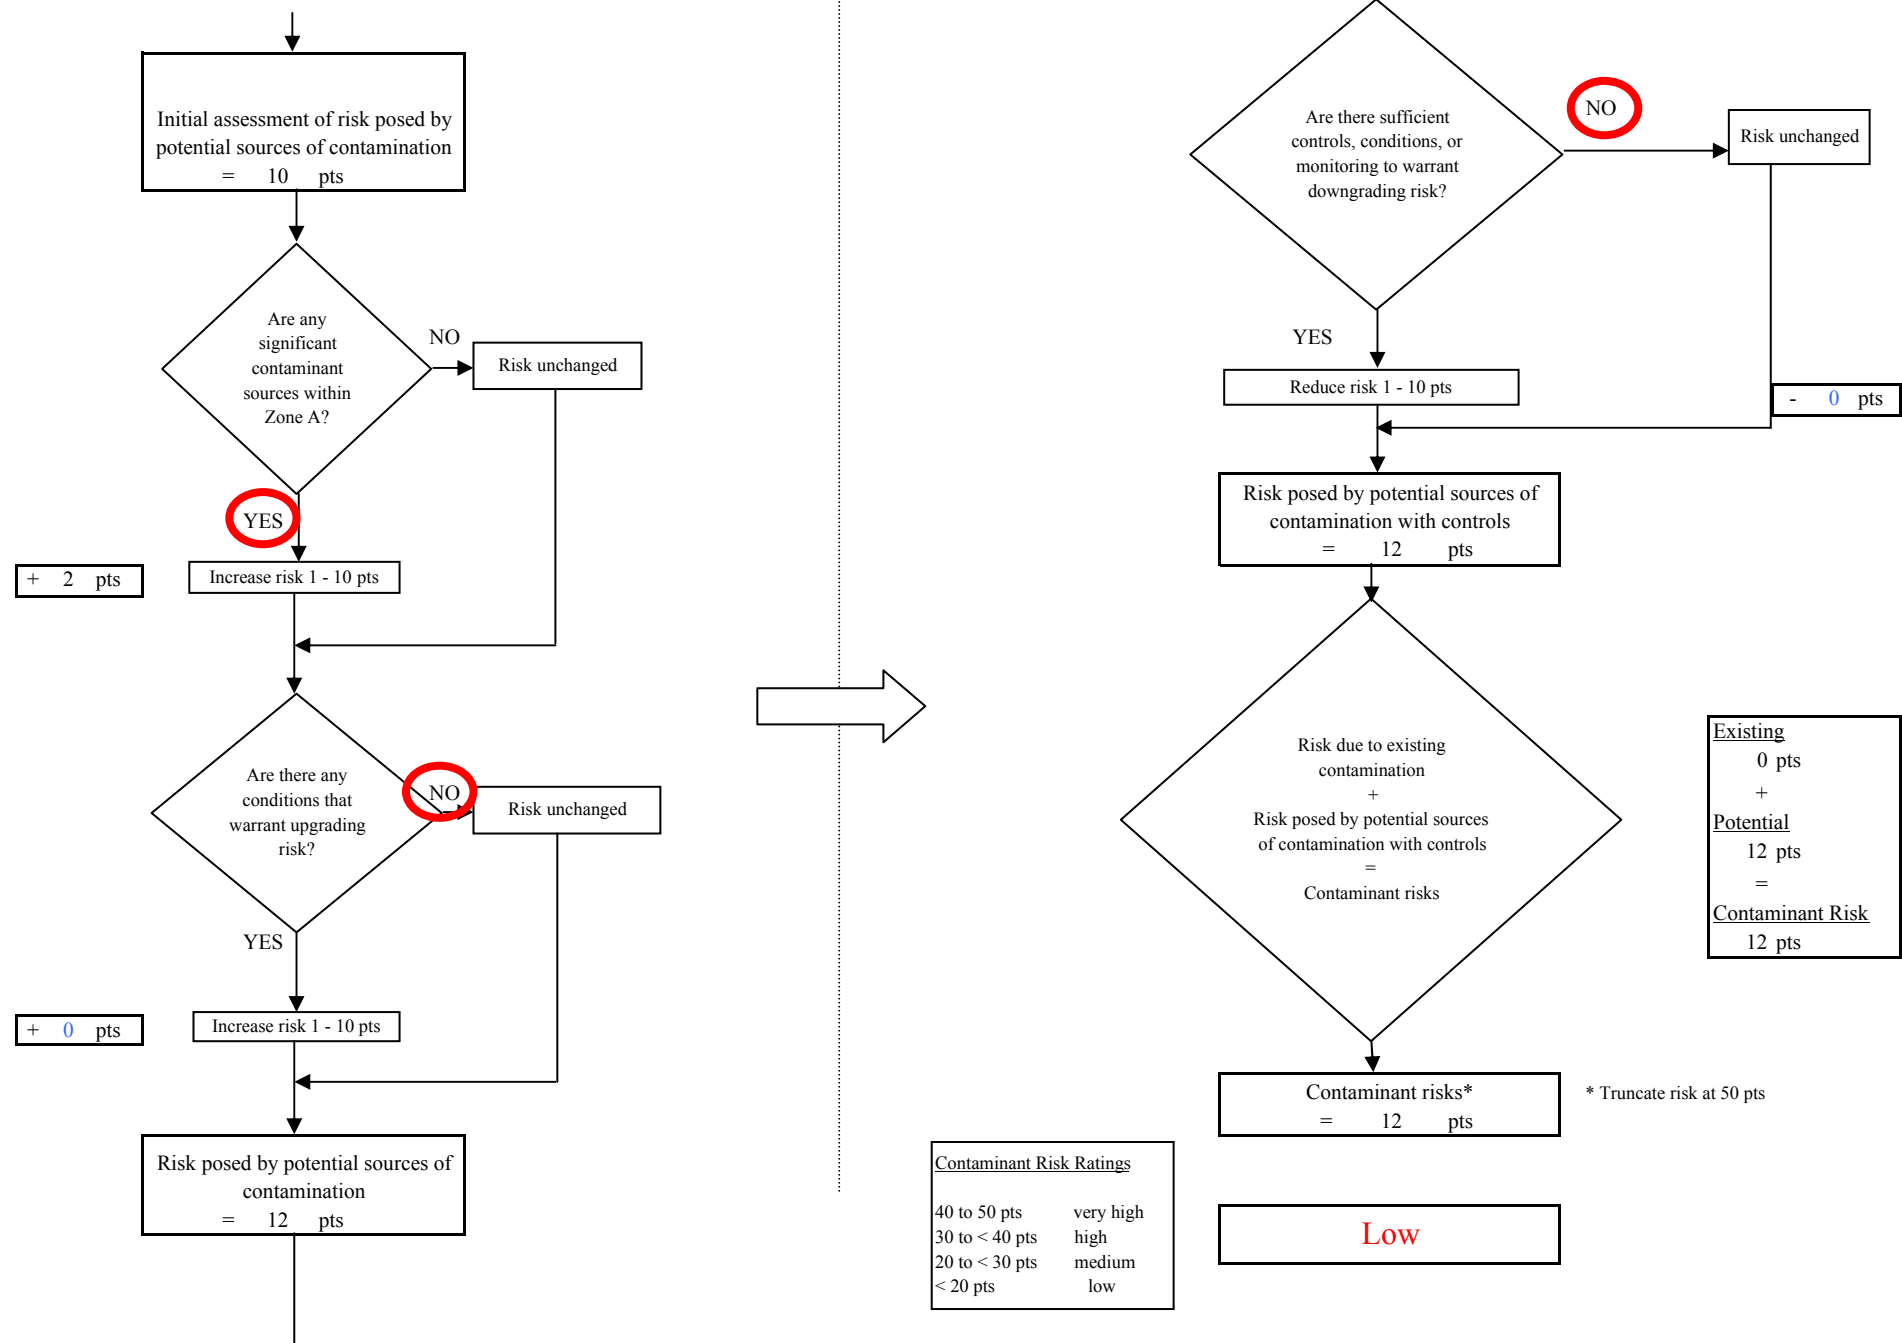 Initial assessment of risk posed by
potential sources of contamination
= 10 pts
Are any
significant
contaminant
sources within
Zone A?
NO
Risk unchanged
YES
+ 2 pts
Increase risk 1 - 10 pts
Are there any
conditions that
warrant upgrading
risk?
NO
Risk unchanged
YES
+ 0 pts
Increase risk 1 - 10 pts
Risk posed by potential sources of
contamination
= 12 pts
Are there sufficient
controls, conditions, or
monitoring to warrant
downgrading risk?
NO
Risk unchanged
YES
Reduce risk 1 - 10 pts
- 0 pts
Risk posed by potential sources of
contamination with controls
= 12 pts
Risk due to existing
contamination
+
Risk posed by potential sources
of contamination with controls
=
Contaminant risks
Existing
0 pts
+
Potential
12 pts
=
Contaminant Risk
12 pts
Contaminant risks*
= 12 pts
* Truncate risk at 50 pts
Contaminant Risk Ratings
40 to 50 pts very high
30 to < 40 pts high
20 to < 30 pts medium
< 20 pts low
Low